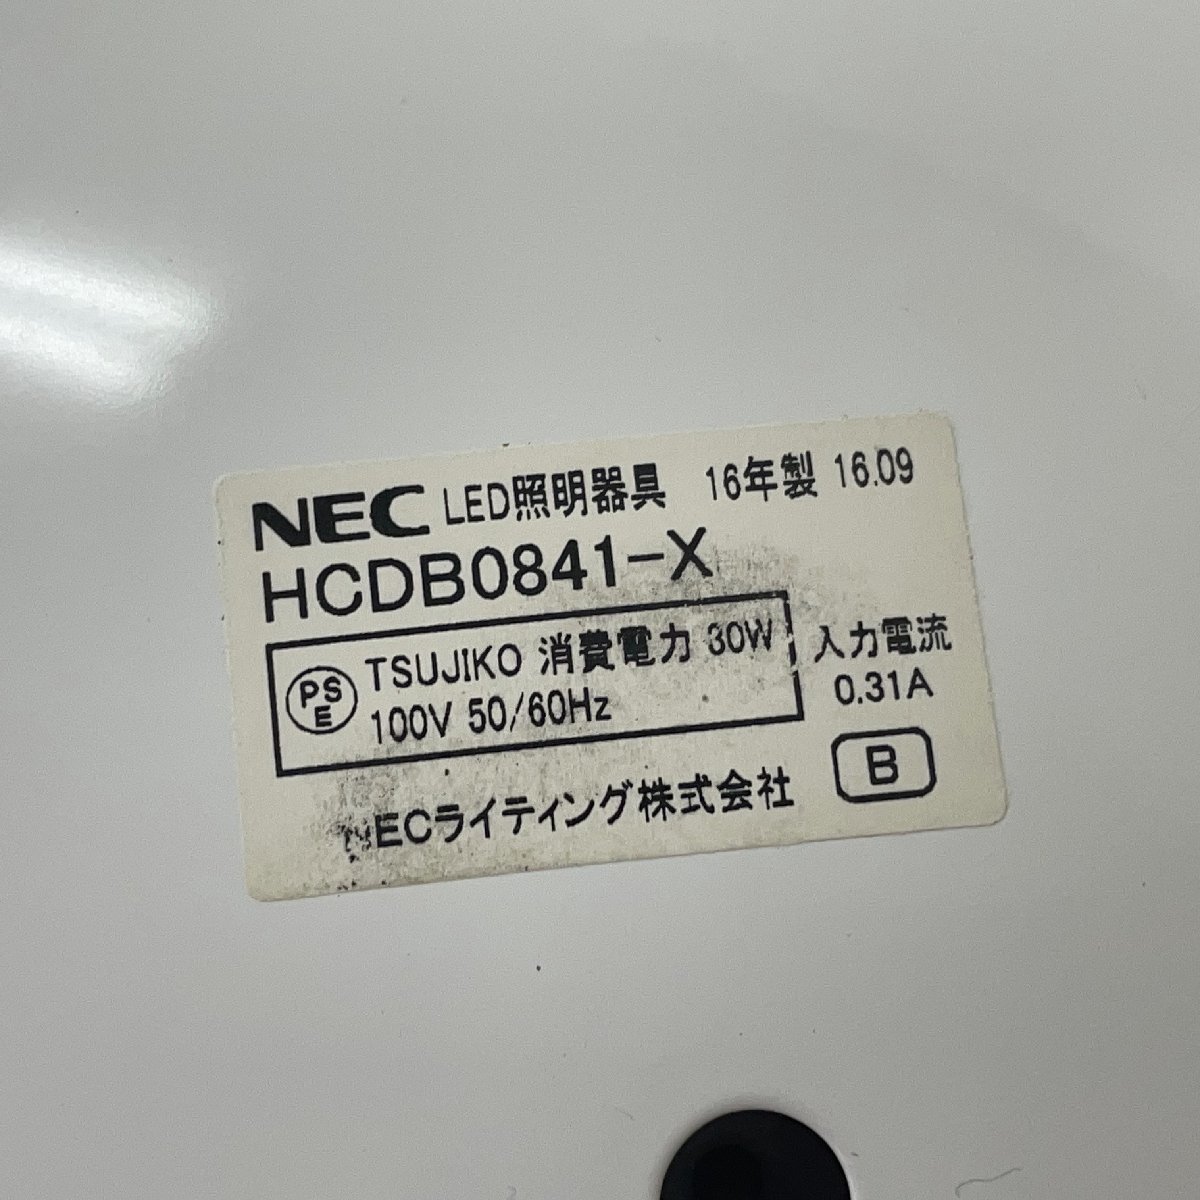 NEC LED照明器具 16年製 16.09
HCDB0841-X
PSE TSUJIKO 消費電力 30W
100V 50/60Hz
入力電流
0.31A
B
NECライティング株式会社